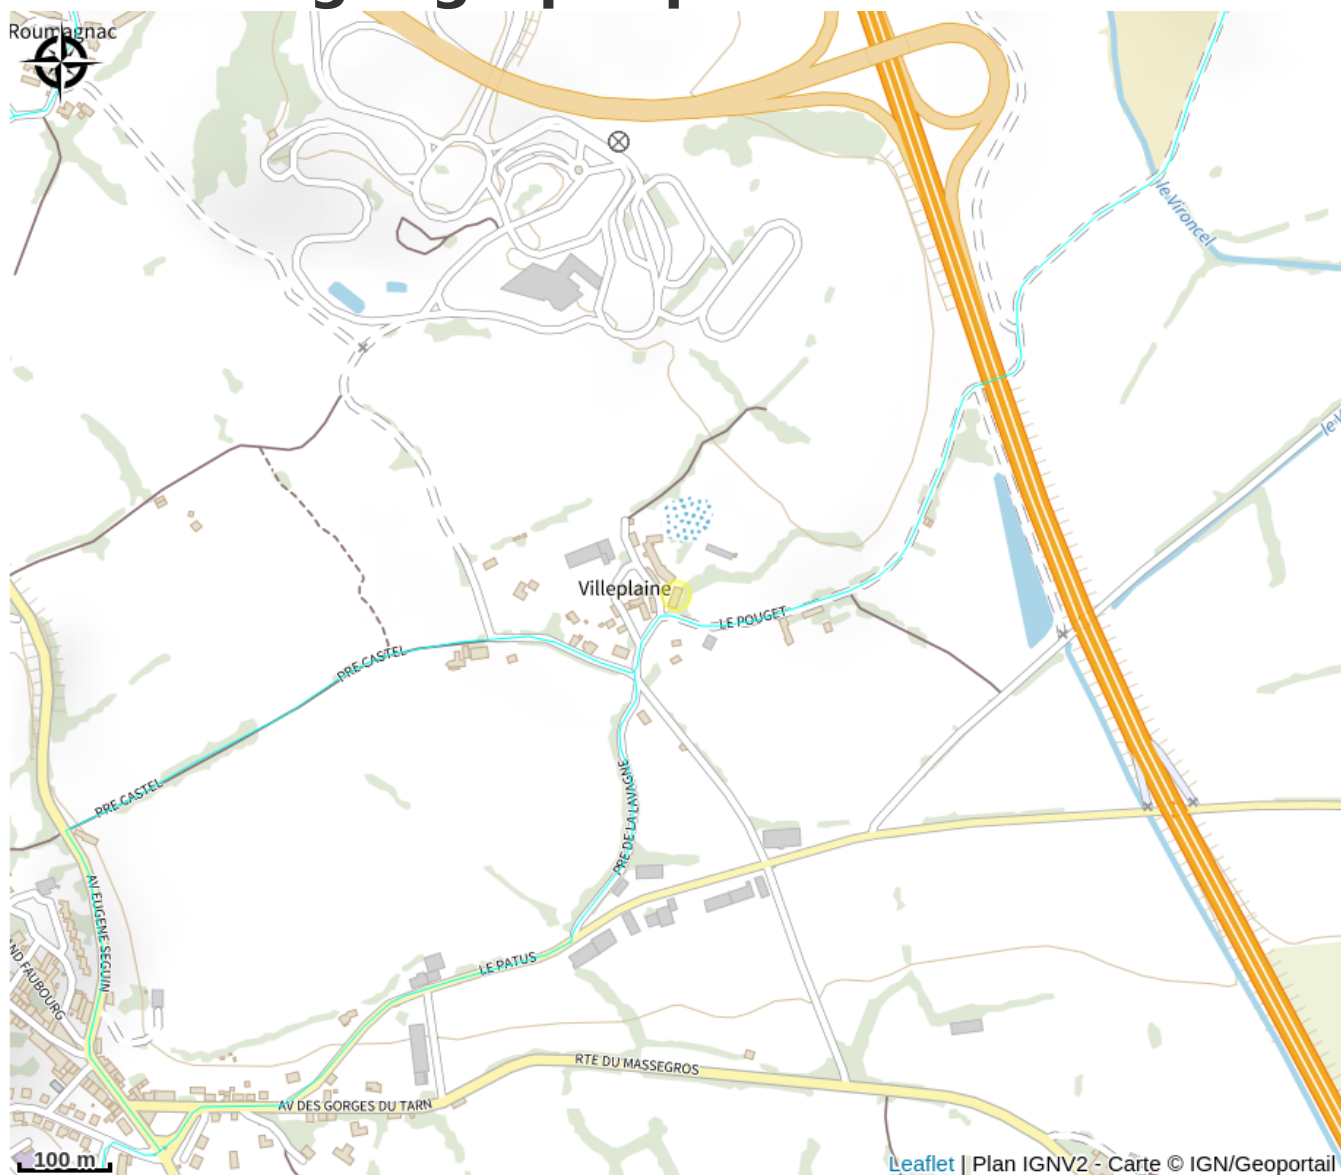 Roumagnac
le Vironcel
Villeplaine
LE POUGET
PRE CASTEL
PRE CASTEL
PRE DE LA LAVAGNE
AV EUGENE SEGUIN
ND FAUBOURG
LE PATUS
RTE DU MASSEGROS
AV DES GORGES DU TARN
100 m
Leaflet | Plan IGNV2 - Carte © IGN/Geoportail